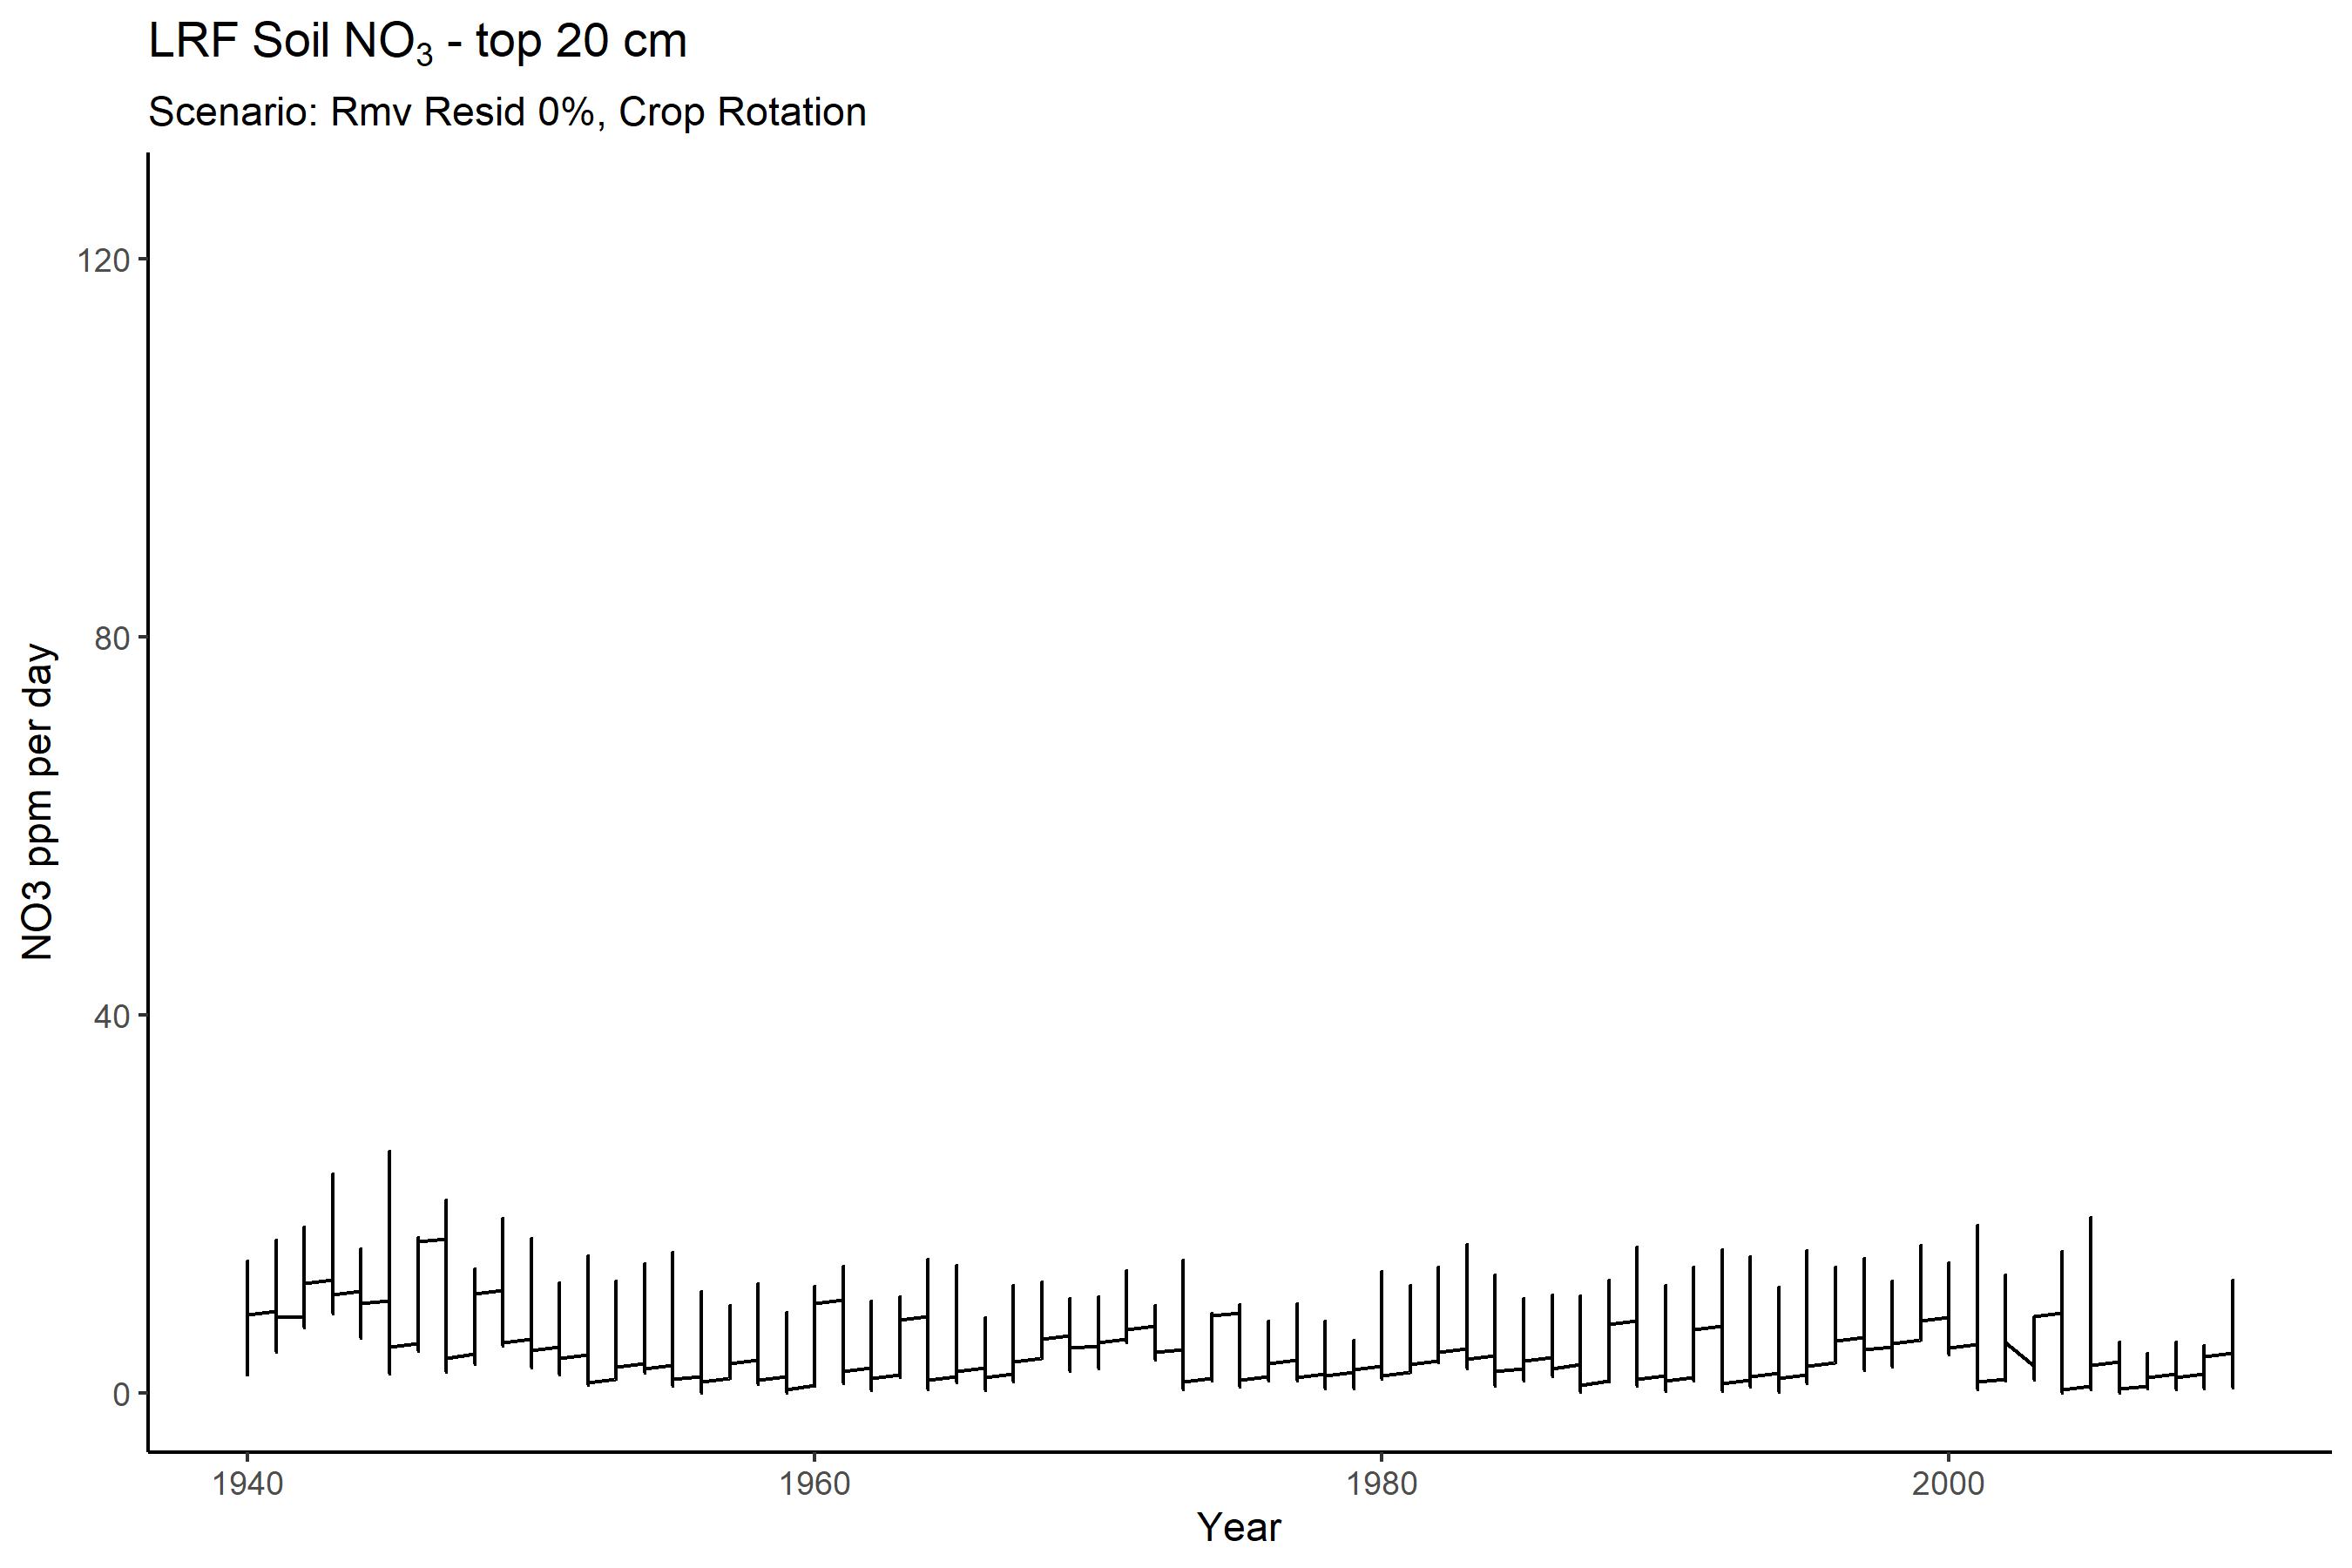 LRF Soil NO₃ - top 20 cm
Scenario: Rmv Resid 0%, Crop Rotation
NO3 ppm per day
120
80
40
0
1940 1960 1980 2000
Year